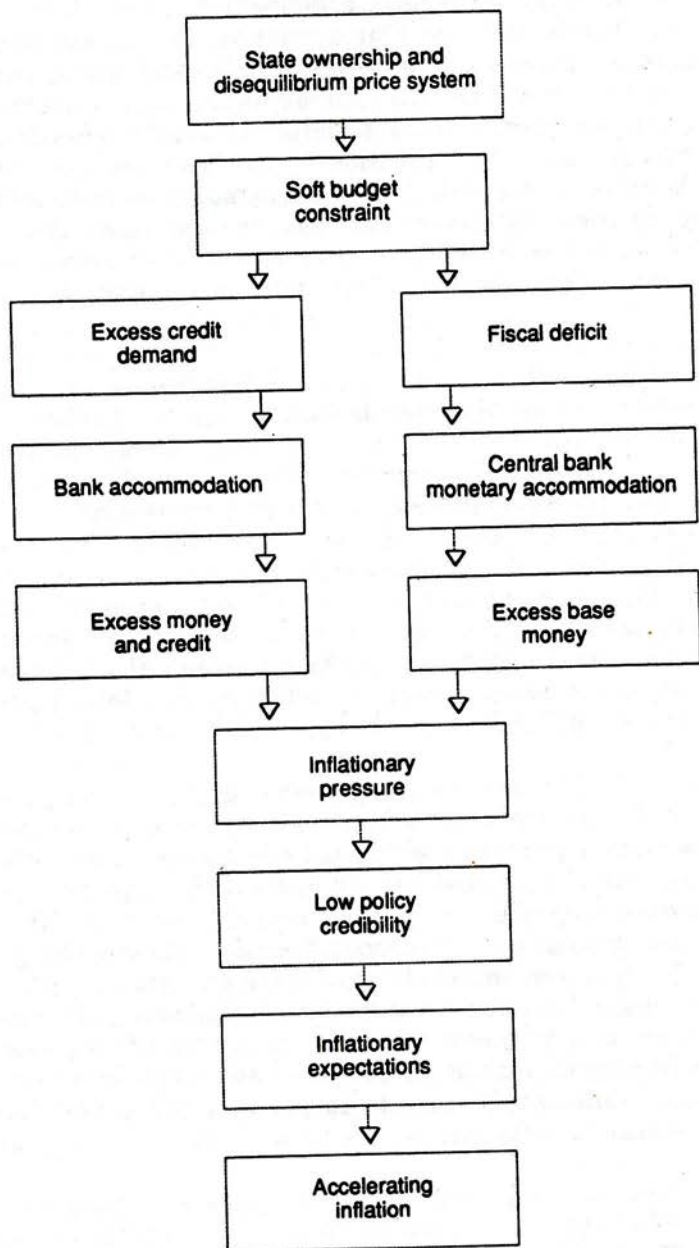 State ownership and
disequilibrium price system
Soft budget
constraint
Excess credit
demand
Fiscal deficit
Bank accommodation
Central bank
monetary accommodation
Excess money
and credit
Excess base
money
Inflationary
pressure
Low policy
credibility
Inflationary
expectations
Accelerating
inflation